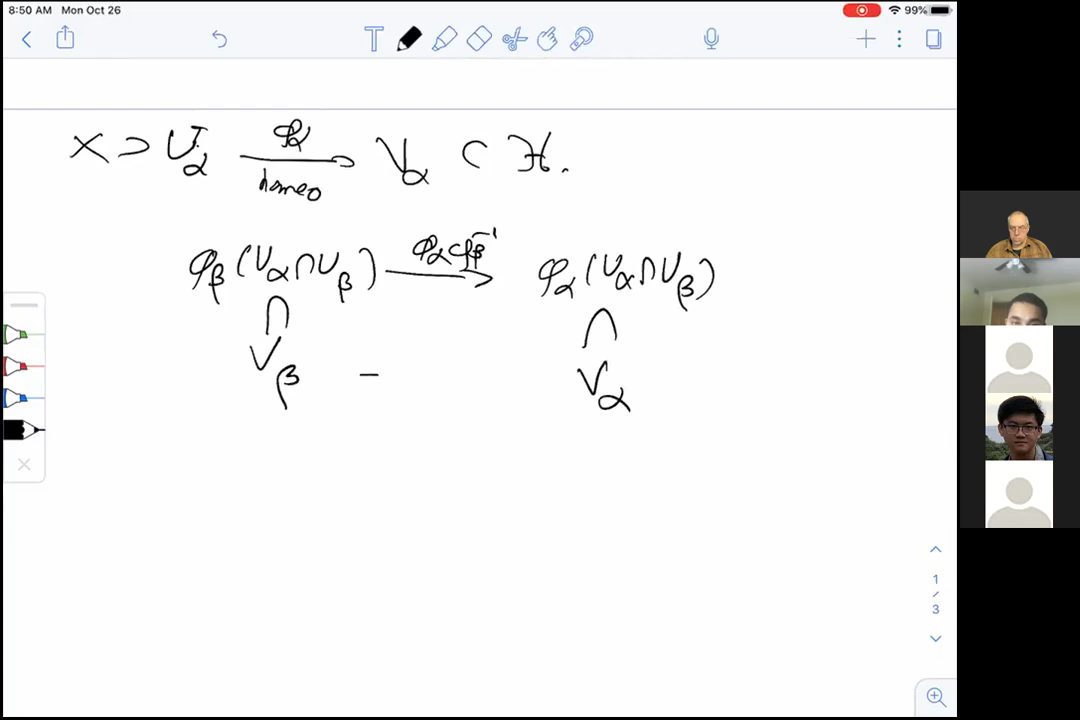 8:50 AM Mon Oct 26 99%
X ⊃ U_α —φ_α→ V_α ⊂ ℋ.
homeo
φ_β(U_α ∩ U_β) —φ_α φ_β^{-1}→ φ_α(U_α ∩ U_β)
∩ ∩
V_β – V_α
1
/
3